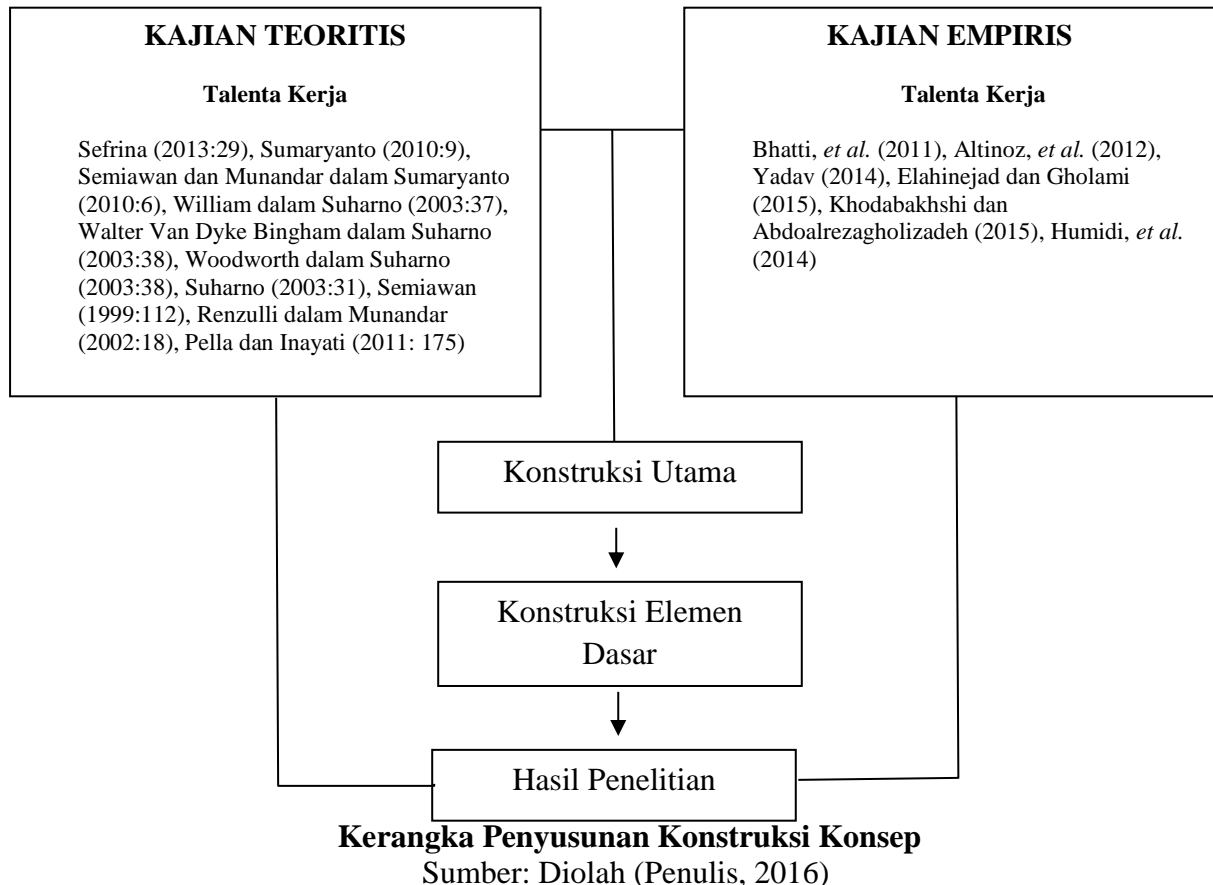 KAJIAN TEORITIS
Talenta Kerja
Sefrina (2013:29), Sumaryanto (2010:9),
Semiawan dan Munandar dalam Sumaryanto
(2010:6), William dalam Suharno (2003:37),
Walter Van Dyke Bingham dalam Suharno
(2003:38), Woodworth dalam Suharno
(2003:38), Suharno (2003:31), Semiawan
(1999:112), Renzulli dalam Munandar
(2002:18), Pella dan Inayati (2011: 175)
KAJIAN EMPIRIS
Talenta Kerja
Bhatti, et al. (2011), Altinoz, et al. (2012),
Yadav (2014), Elahinejad dan Gholami
(2015), Khodabakhshi dan
Abdoalrezagholizadeh (2015), Humidi, et al.
(2014)
Konstruksi Utama
Konstruksi Elemen
Dasar
Hasil Penelitian
Kerangka Penyusunan Konstruksi Konsep
Sumber: Diolah (Penulis, 2016)